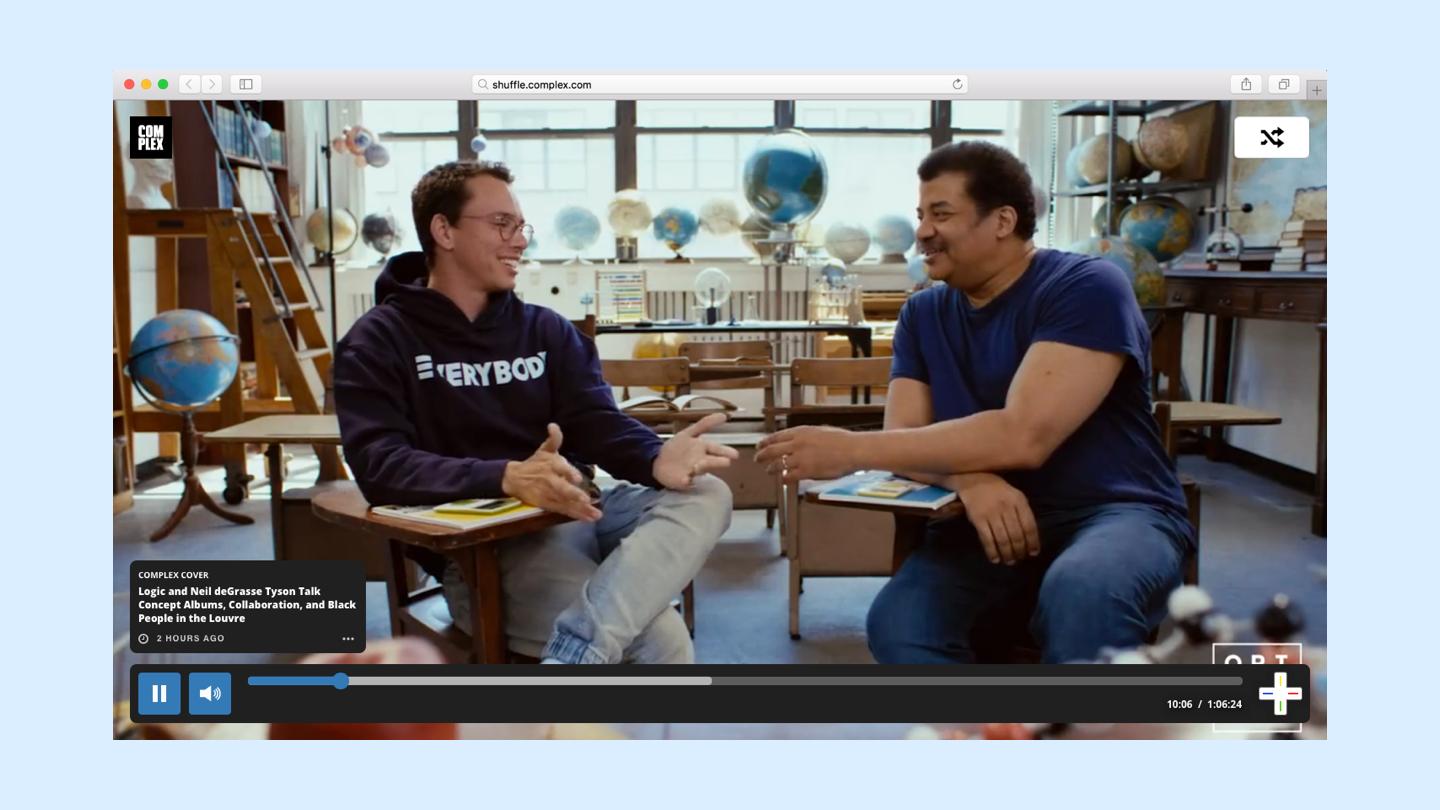 shuffle.complex.com
COM
PLEX
EVERYBODY
COMPLEX COVER
Logic and Neil deGrasse Tyson Talk
Concept Albums, Collaboration, and Black
People in the Louvre
2 HOURS AGO
10:06 / 1:06:24